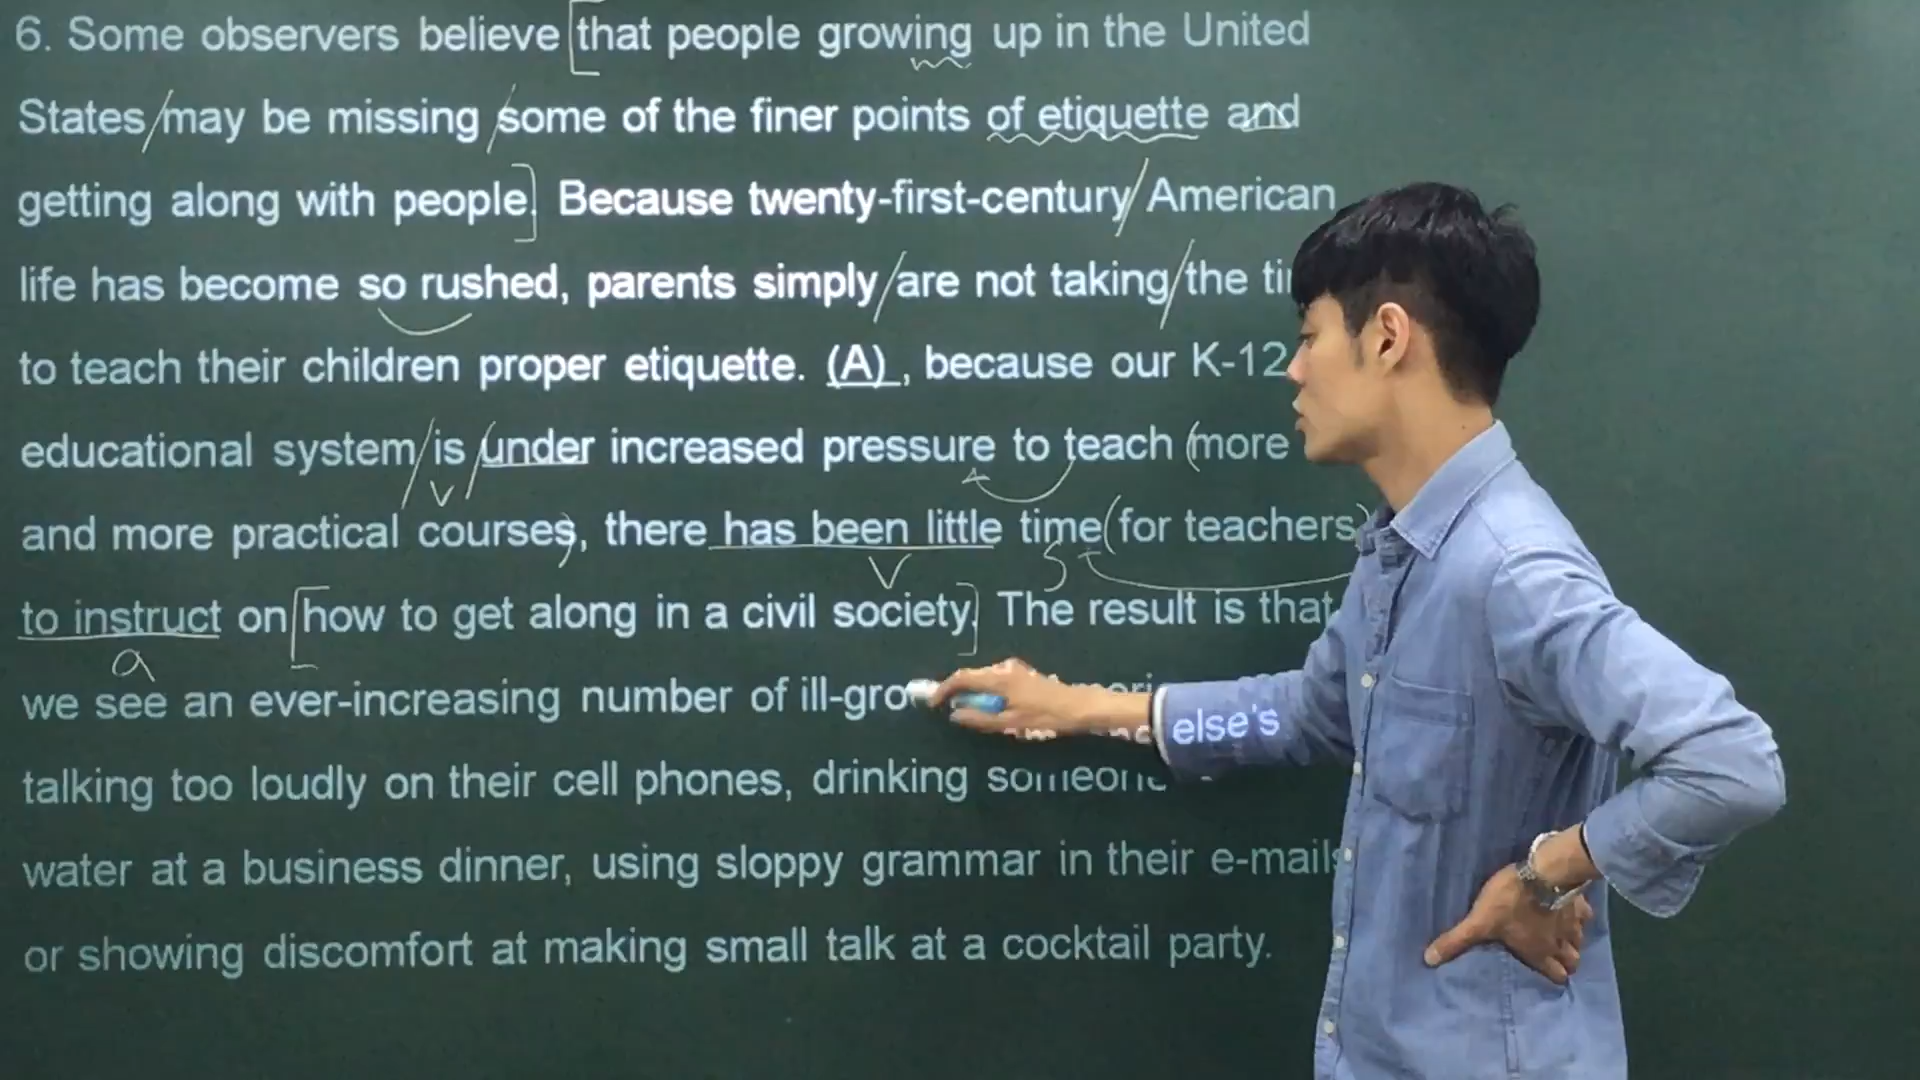 6. Some observers believe [that people growing up in the United
States/may be missing/some of the finer points of etiquette and
getting along with people]. Because twenty-first-century/American
life has become so rushed, parents simply/are not taking/the
to teach their children proper etiquette. (A) , because our K-12
educational system/is/under increased pressure to teach (more
V
and more practical courses), there has been little time(for teachers)
V S
to instruct on [how to get along in a civil society]. The result is that
a
we see an ever-increasing number of
else's
talking too loudly on their cell phones, drinking
water at a business dinner, using sloppy grammar in their e-mails
or showing discomfort at making small talk at a cocktail party.